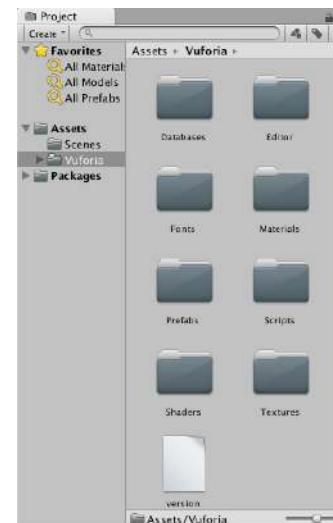 Project
Create
Favorites
All Material
All Models
All Prefabs
Assets
Scenes
Vuforia
Packages
Assets Vuforia
Databases Editor
Fonts Materials
Prefabs Scripts
Shaders Textures
version
Assets/Vuforia